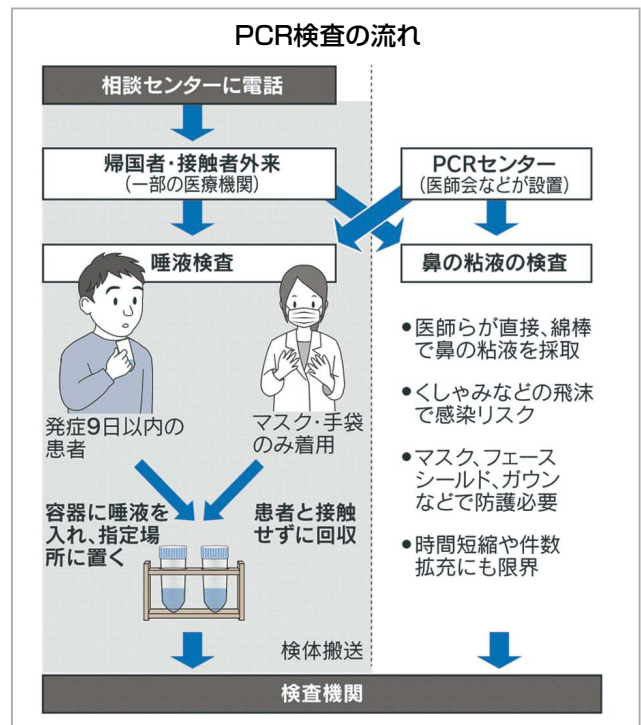 PCR検査の流れ
相談センターに電話
帰国者・接触者外来
(一部の医療機関)
PCRセンター
(医師会などが設置)
唾液検査
鼻の粘液の検査
発症9日以内の
患者
マスク・手袋
のみ着用
容器に唾液を
入れ、指定場
所に置く
患者と接触
せずに回収
検体搬送
●医師らが直接、綿棒
で鼻の粘液を採取
●くしゃみなどの飛沫
で感染リスク
●マスク、フェース
シールド、ガウン
などで防護必要
●時間短縮や件数
拡充にも限界
検査機関